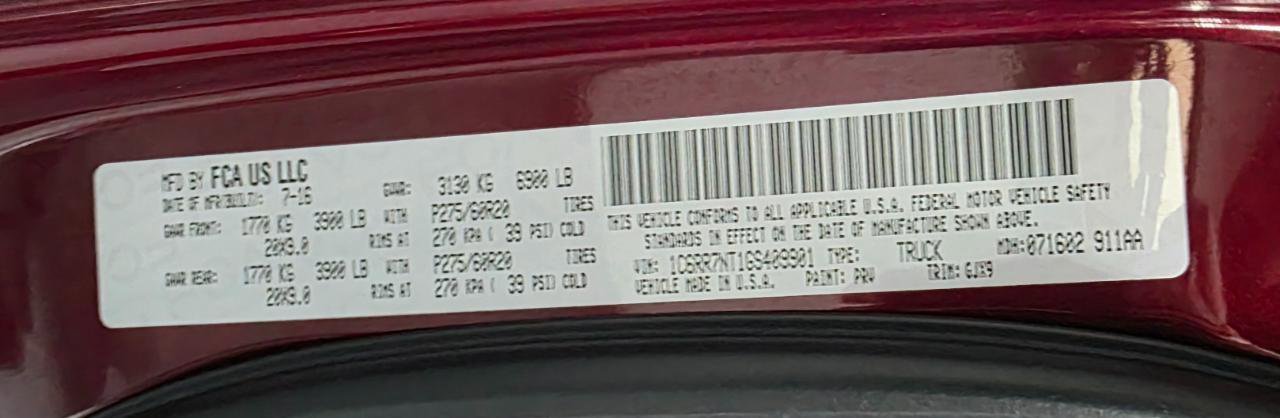 MFD BY FCA US LLC
DATE OF MFR(BUILT): 7-16 GVWR: 3130 KG 6900 LB
GAWR FRONT: 1770 KG 3900 LB WITH P275/60R20 TIRES
20X9.0 RIMS AT 270 KPA ( 39 PSI) COLD
GAWR REAR: 1770 KG 3900 LB WITH P275/60R20 TIRES
20X9.0 RIMS AT 270 KPA ( 39 PSI) COLD
THIS VEHICLE CONFORMS TO ALL APPLICABLE U.S.A. FEDERAL MOTOR VEHICLE SAFETY
STANDARDS IN EFFECT ON THE DATE OF MANUFACTURE SHOWN ABOVE.
VIN: 1C6RR7NT1GS409901 TYPE: TRUCK MDH:071602 911AA
VEHICLE MADE IN U.S.A. PAINT: PRV TRIM: GJX9